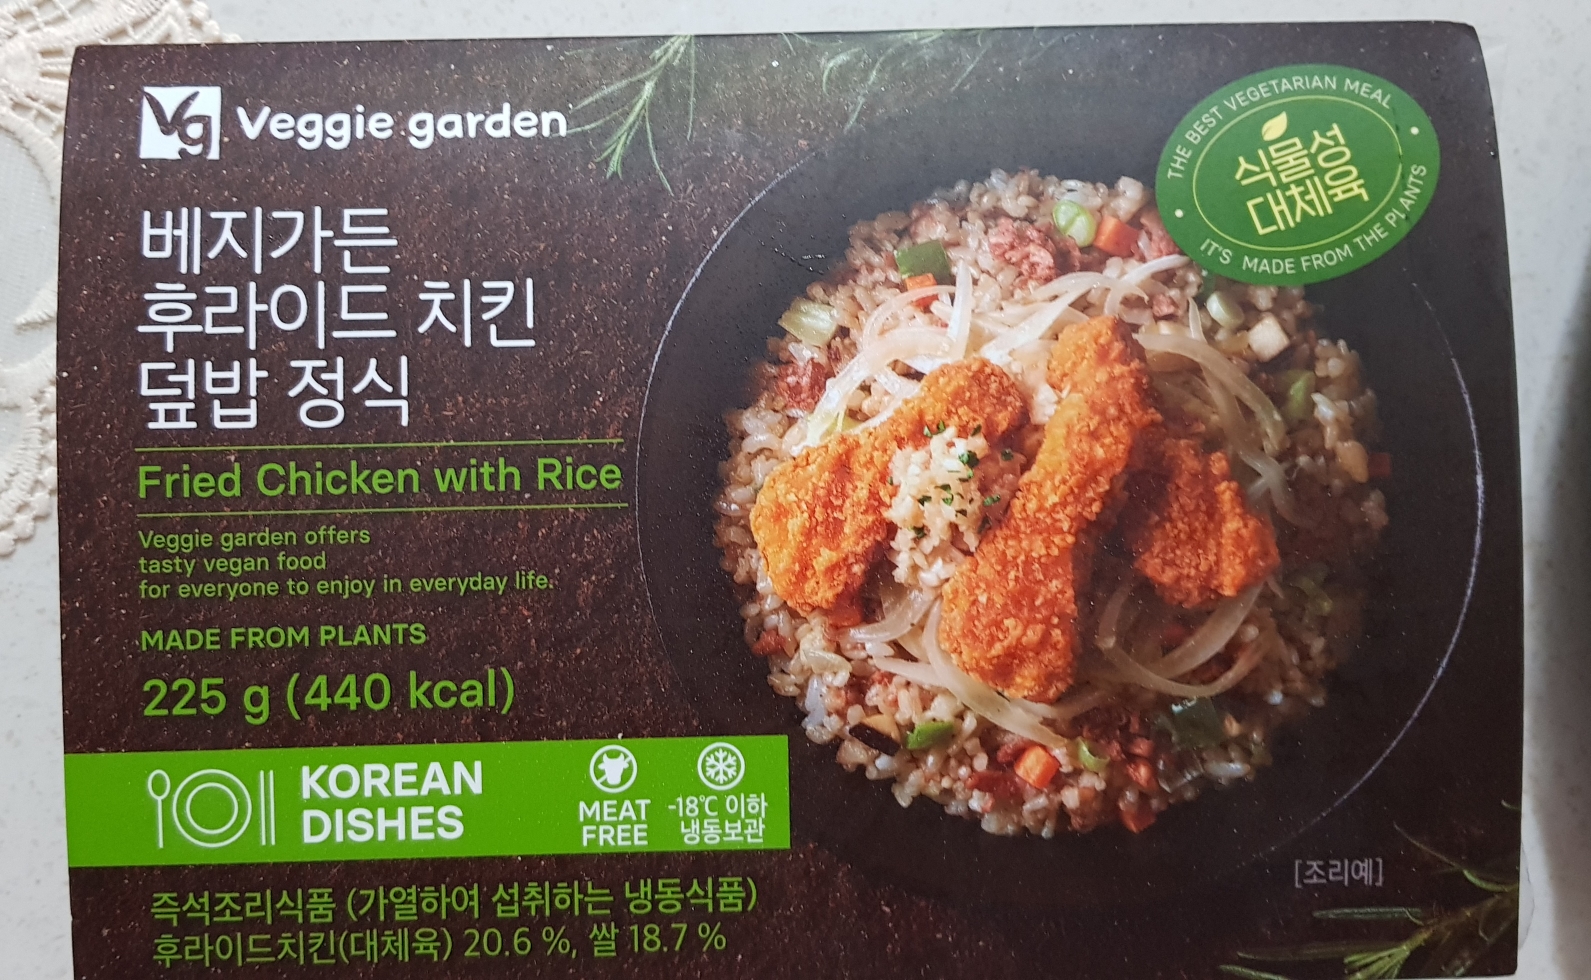 Vg Veggie garden
베지가든
후라이드 치킨
덮밥 정식
Fried Chicken with Rice
Veggie garden offers
tasty vegan food
for everyone to enjoy in everyday life.
MADE FROM PLANTS
225 g (440 kcal)
KOREAN
DISHES
MEAT
FREE
-18℃ 이하
냉동보관
즉석조리식품 (가열하여 섭취하는 냉동식품)
후라이드치킨(대체육) 20.6 %, 쌀 18.7 %
THE BEST VEGETARIAN MEAL
식물성
대체육
IT'S MADE FROM THE PLANTS
[조리예]